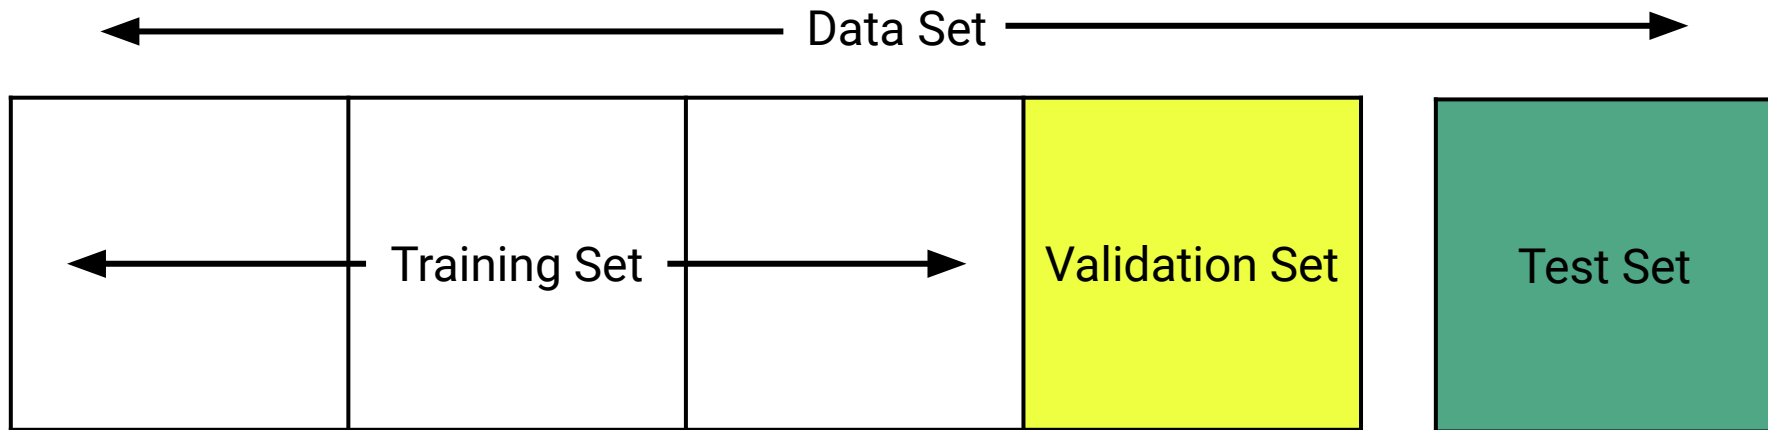 Data Set
Training Set
Validation Set
Test Set